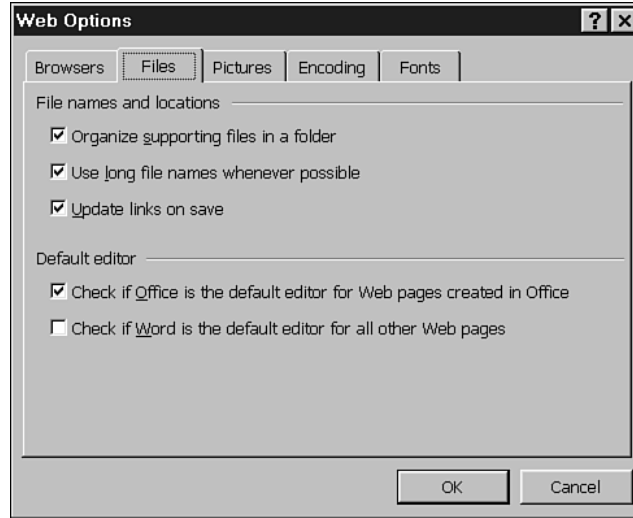 Web Options
Browsers Files Pictures Encoding Fonts
File names and locations
Organize supporting files in a folder
Use long file names whenever possible
Update links on save
Default editor
Check if Office is the default editor for Web pages created in Office
Check if Word is the default editor for all other Web pages
OK Cancel